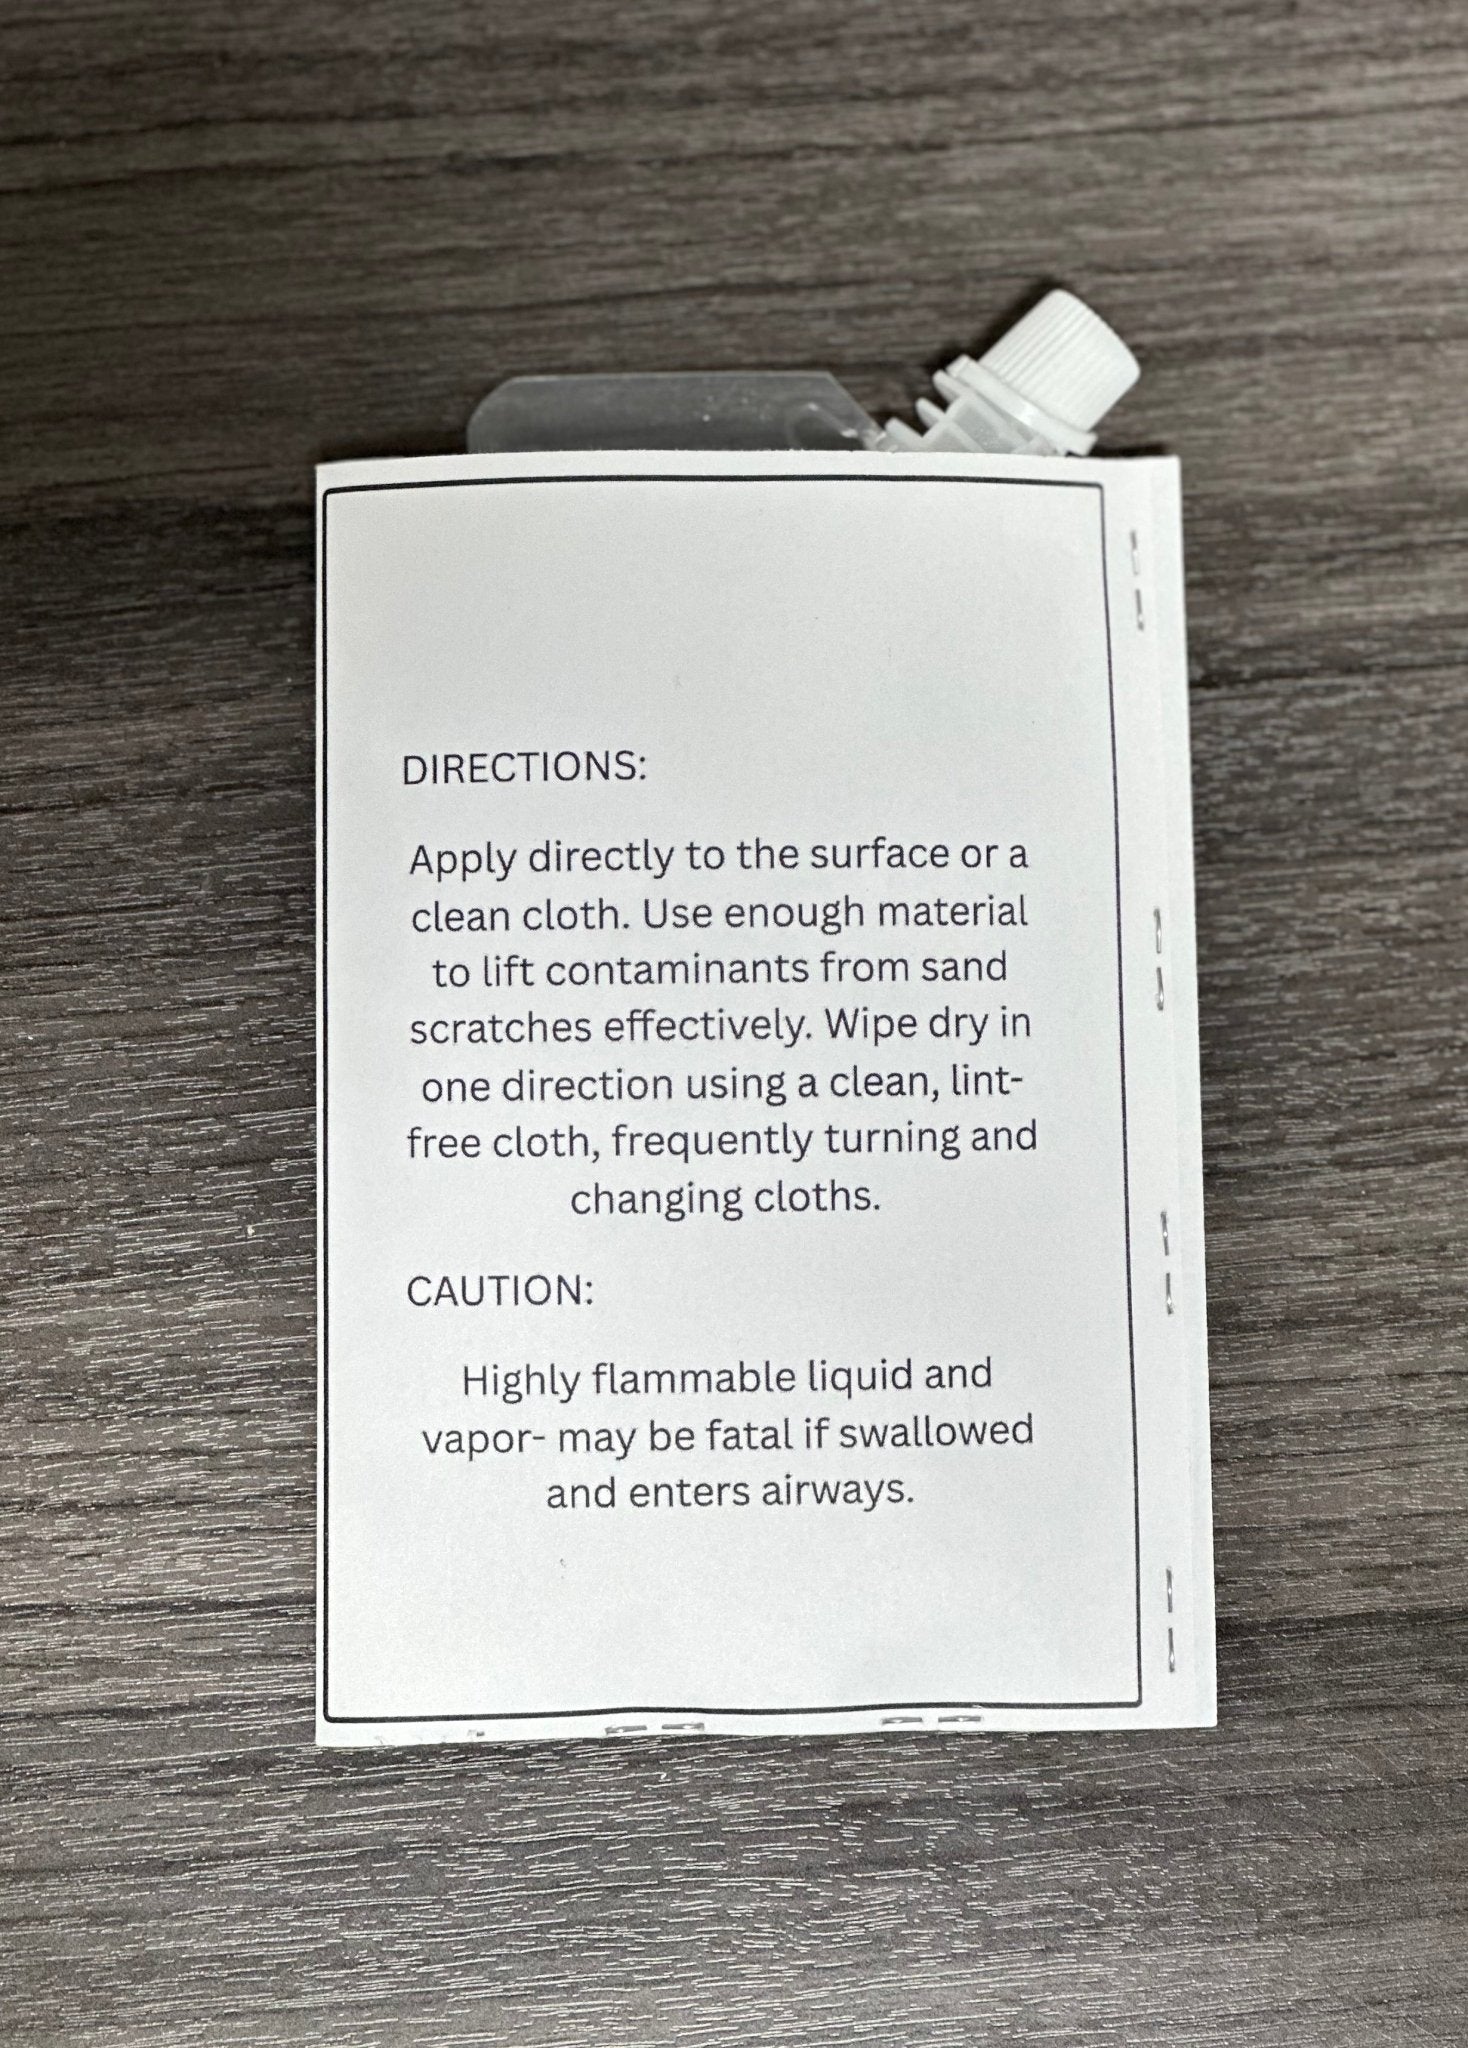 DIRECTIONS:
Apply directly to the surface or a
clean cloth. Use enough material
to lift contaminants from sand
scratches effectively. Wipe dry in
one direction using a clean, lint-
free cloth, frequently turning and
changing cloths.
CAUTION:
Highly flammable liquid and
vapor- may be fatal if swallowed
and enters airways.